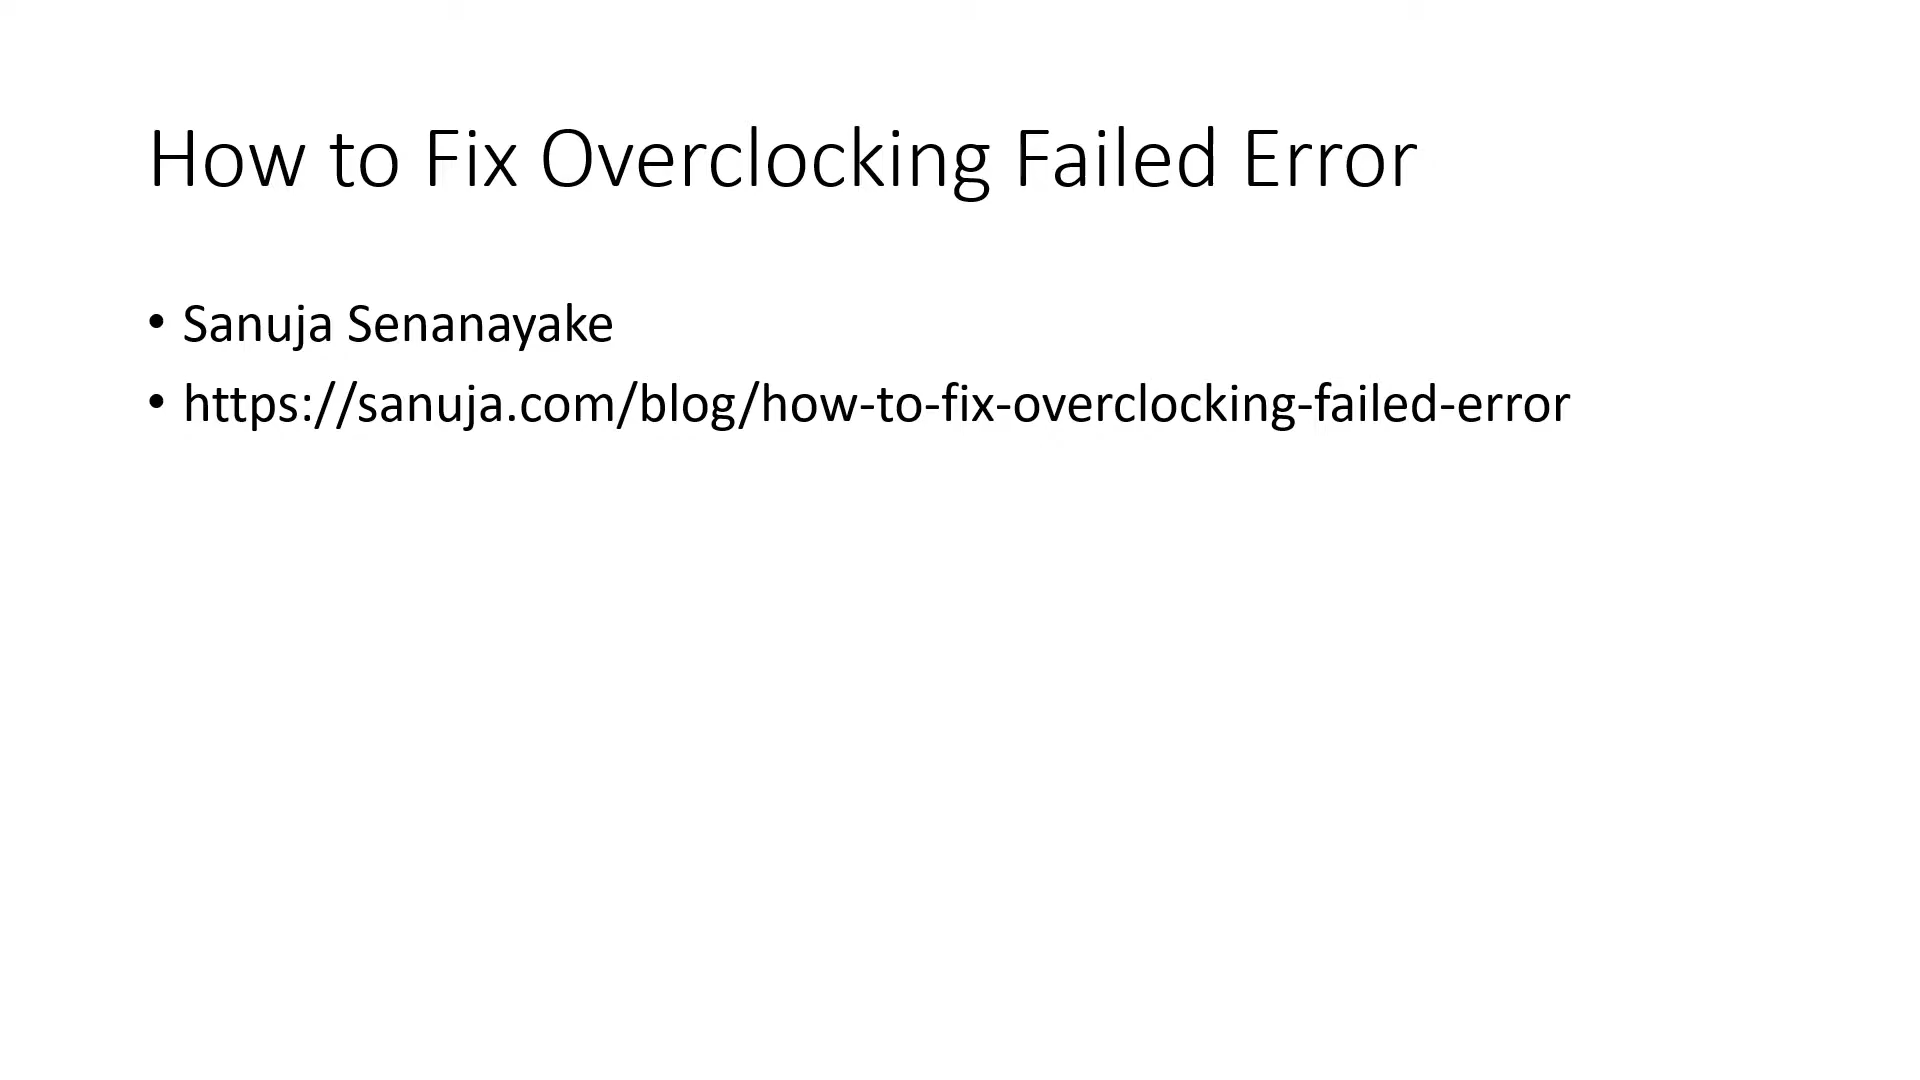 How to Fix Overclocking Failed Error
• Sanuja Senanayake
• https://sanuja.com/blog/how-to-fix-overclocking-failed-error